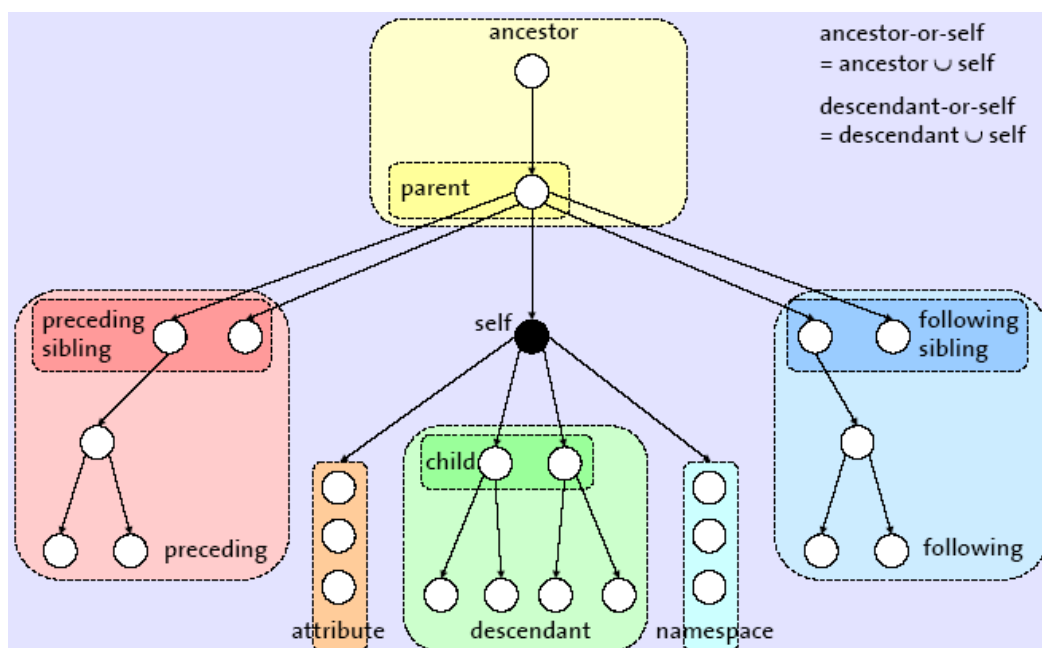 ancestor
ancestor-or-self
= ancestor ∪ self
descendant-or-self
= descendant ∪ self
parent
preceding
sibling
self
following
sibling
child
preceding
following
attribute
descendant
namespace